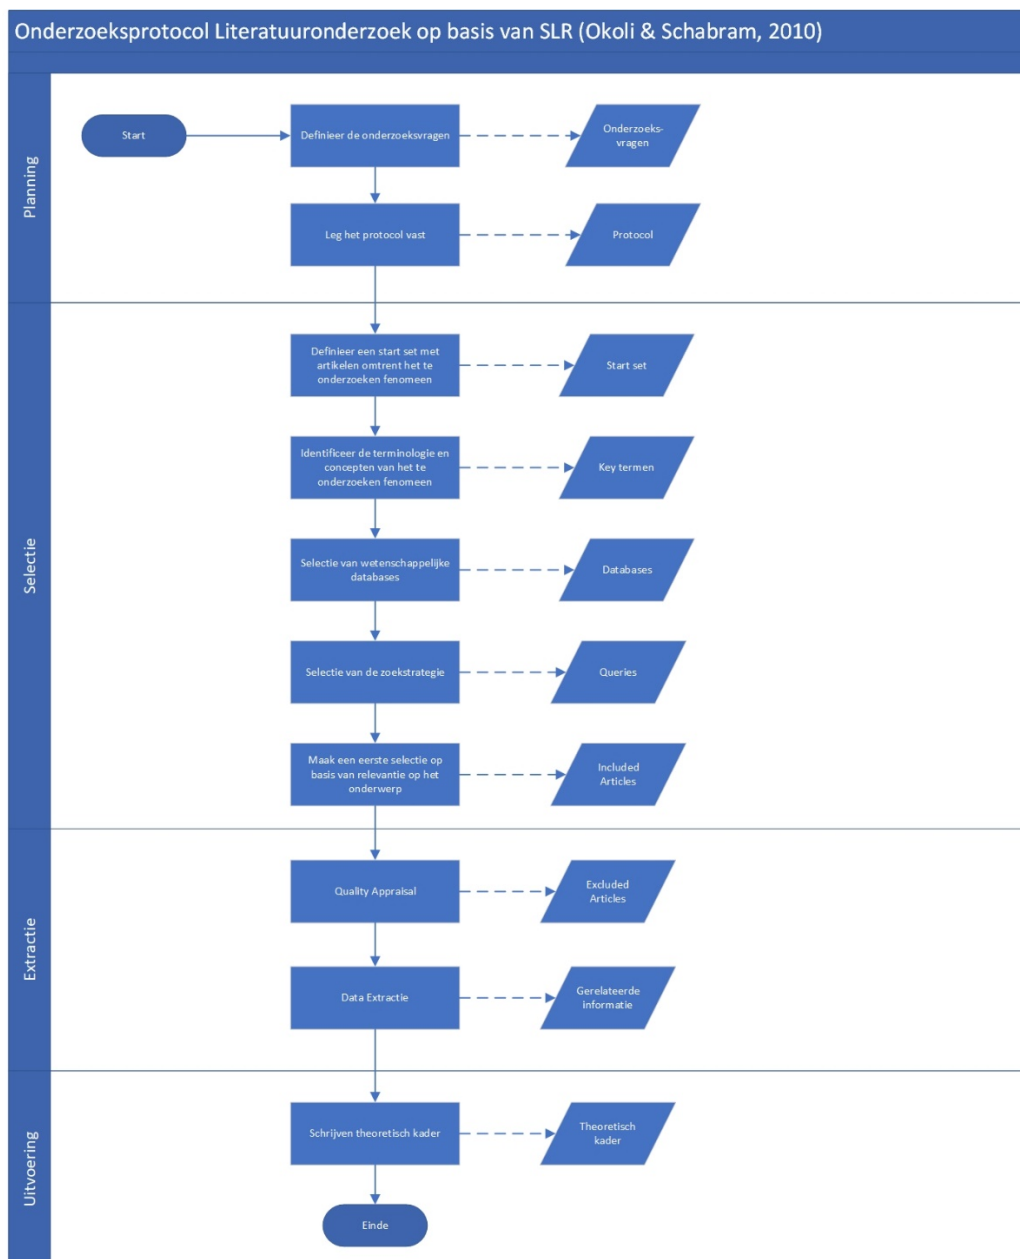 Onderzoeksprotocol Literatuuronderzoek op basis van SLR (Okoli & Schabram, 2010)
Planning
Start
Definieer de onderzoeksvragen
Onderzoeks-
vragen
Leg het protocol vast
Protocol
Selectie
Definieer een start set met
artikelen omtrent het te
onderzoeken fenomeen
Start set
Identificeer de terminologie en
concepten van het te
onderzoeken fenomeen
Key termen
Selectie van wetenschappelijke
databases
Databases
Selectie van de zoekstrategie
Queries
Maak een eerste selectie op
basis van relevantie op het
onderwerp
Included
Articles
Extractie
Quality Appraisal
Excluded
Articles
Data Extractie
Gerelateerde
informatie
Uitvoering
Schrijven theoretisch kader
Theoretisch
kader
Einde